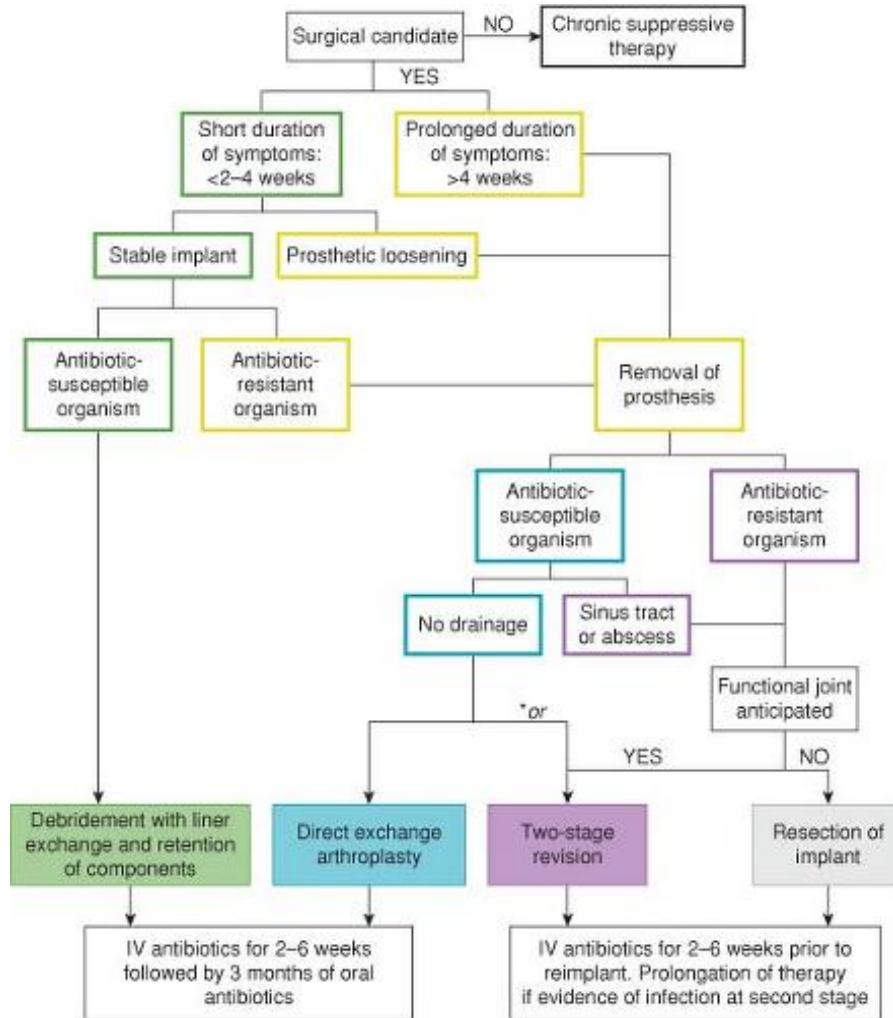 Surgical candidate
NO
Chronic suppressive
therapy
YES
Short duration
of symptoms:
<2–4 weeks
Prolonged duration
of symptoms:
>4 weeks
Stable implant
Prosthetic loosening
Antibiotic-
susceptible
organism
Antibiotic-
resistant
organism
Removal of
prosthesis
Antibiotic-
susceptible
organism
Antibiotic-
resistant
organism
No drainage
Sinus tract
or abscess
Functional joint
anticipated
*or
YES
NO
Debridement with liner
exchange and retention
of components
Direct exchange
arthroplasty
Two-stage
revision
Resection of
implant
IV antibiotics for 2–6 weeks
followed by 3 months of oral
antibiotics
IV antibiotics for 2–6 weeks prior to
reimplant. Prolongation of therapy
if evidence of infection at second stage